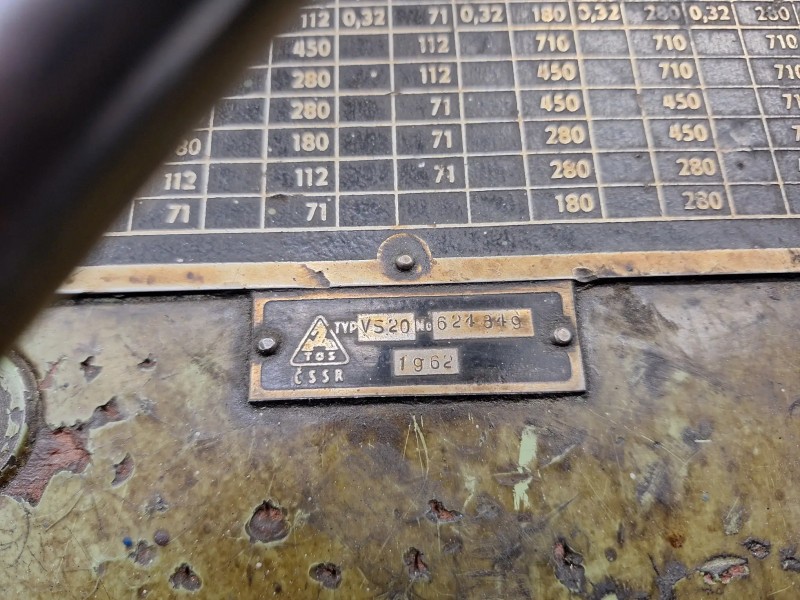 112 0,32 71 0,32 180 0,32 280 0,32 280
450 112 710 710 710
280 112 450 710 710
280 71 450 450
80 180 71 280 450
112 112 71 280 280
71 71 180 280
TYP VS20 No 624849
TOS
1962
ČSSR